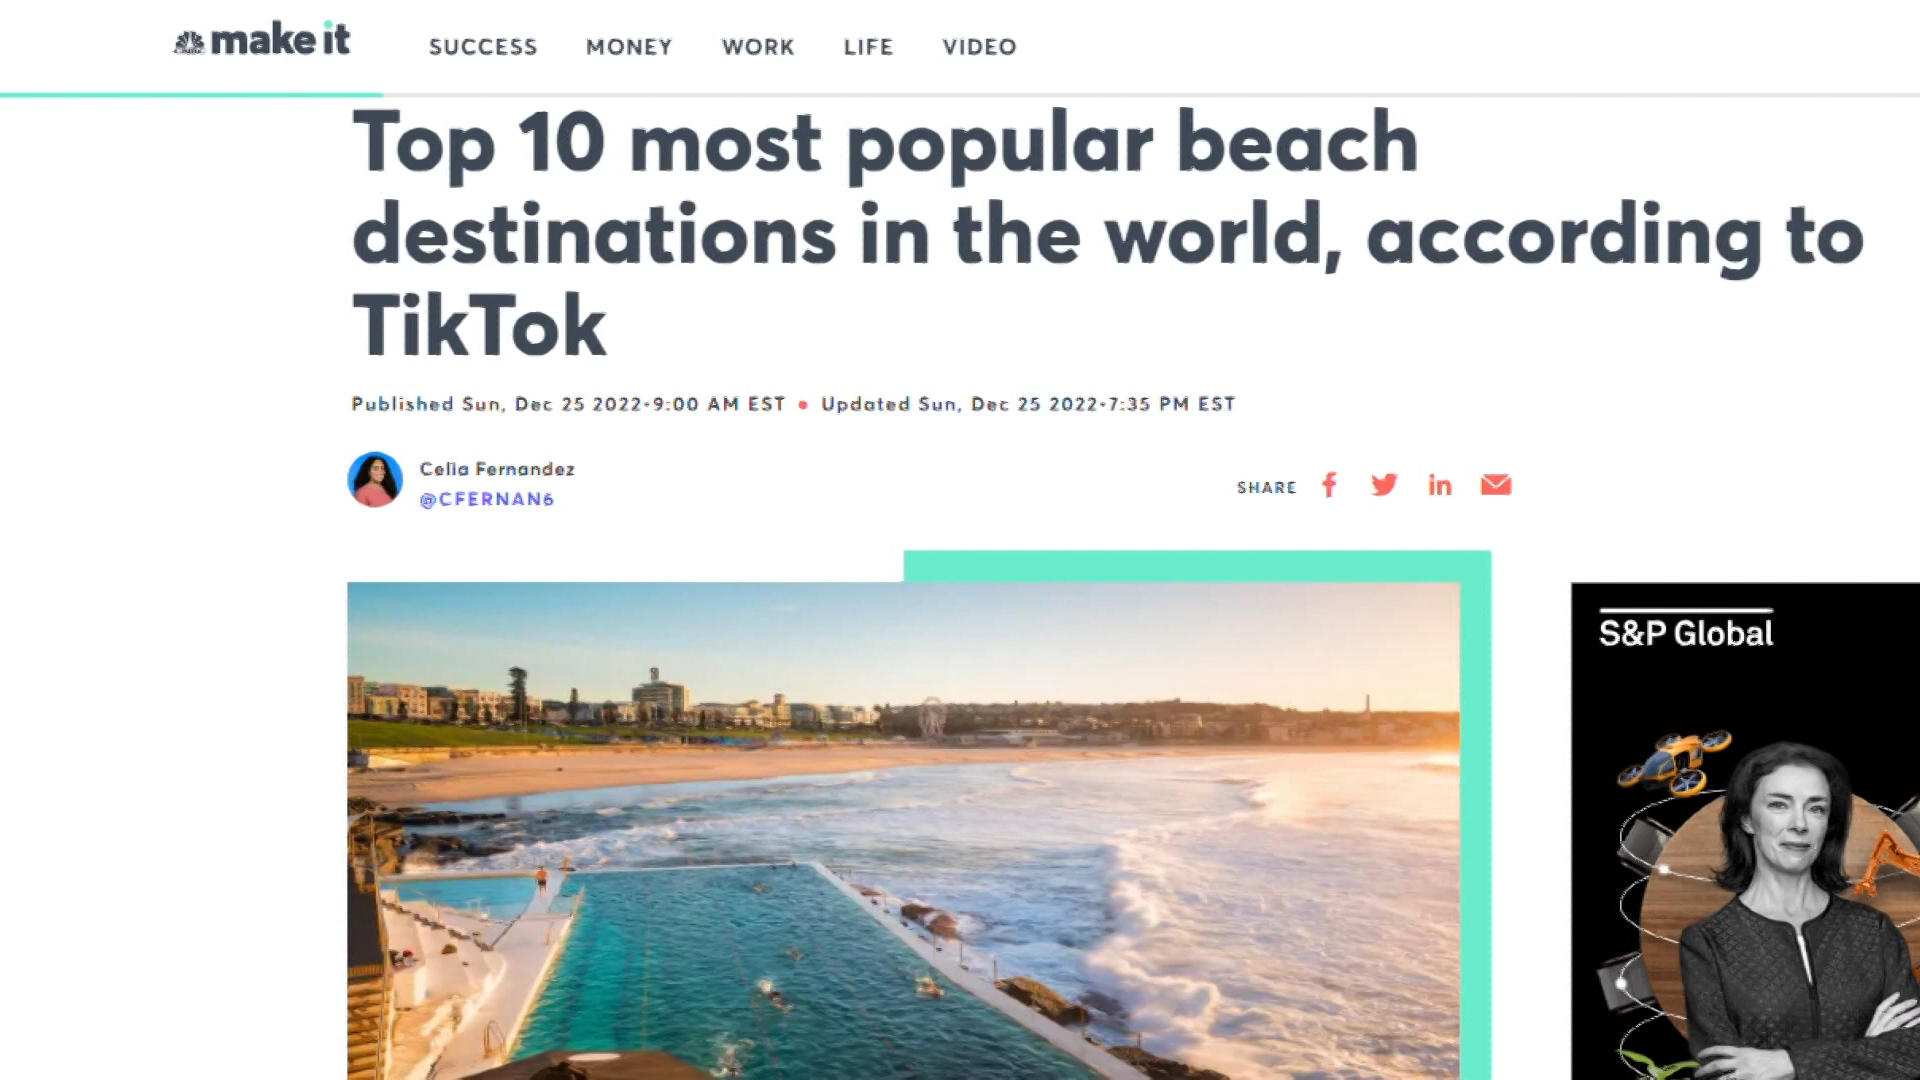 make it
SUCCESS MONEY WORK LIFE VIDEO
Top 10 most popular beach
destinations in the world, according to
TikTok
Published Sun, Dec 25 2022•9:00 AM EST • Updated Sun, Dec 25 2022•7:35 PM EST
Celia Fernandez
@CFERNAN6
SHARE
S&P Global